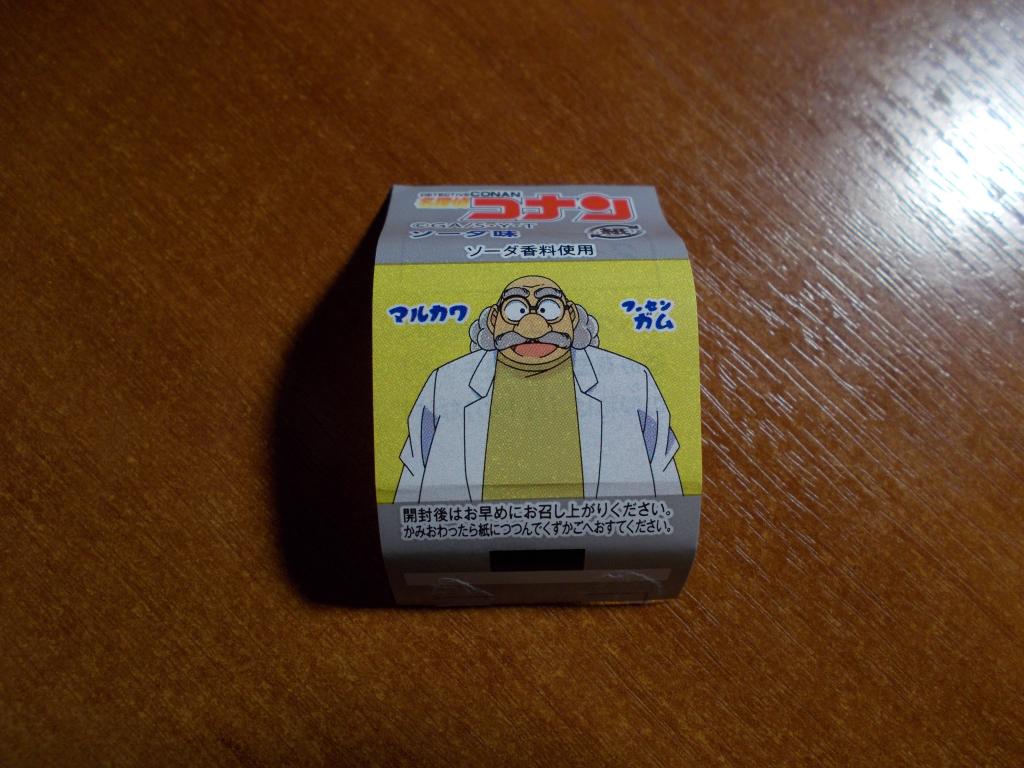 DETECTIVE CONAN
名探偵 コナン
ソーダ味
紙
ソーダ香料使用
マルカワ
フーセン
ガム
開封後はお早めにお召し上がりください。
かみおわったら紙につつんでくずかごへおすてください。